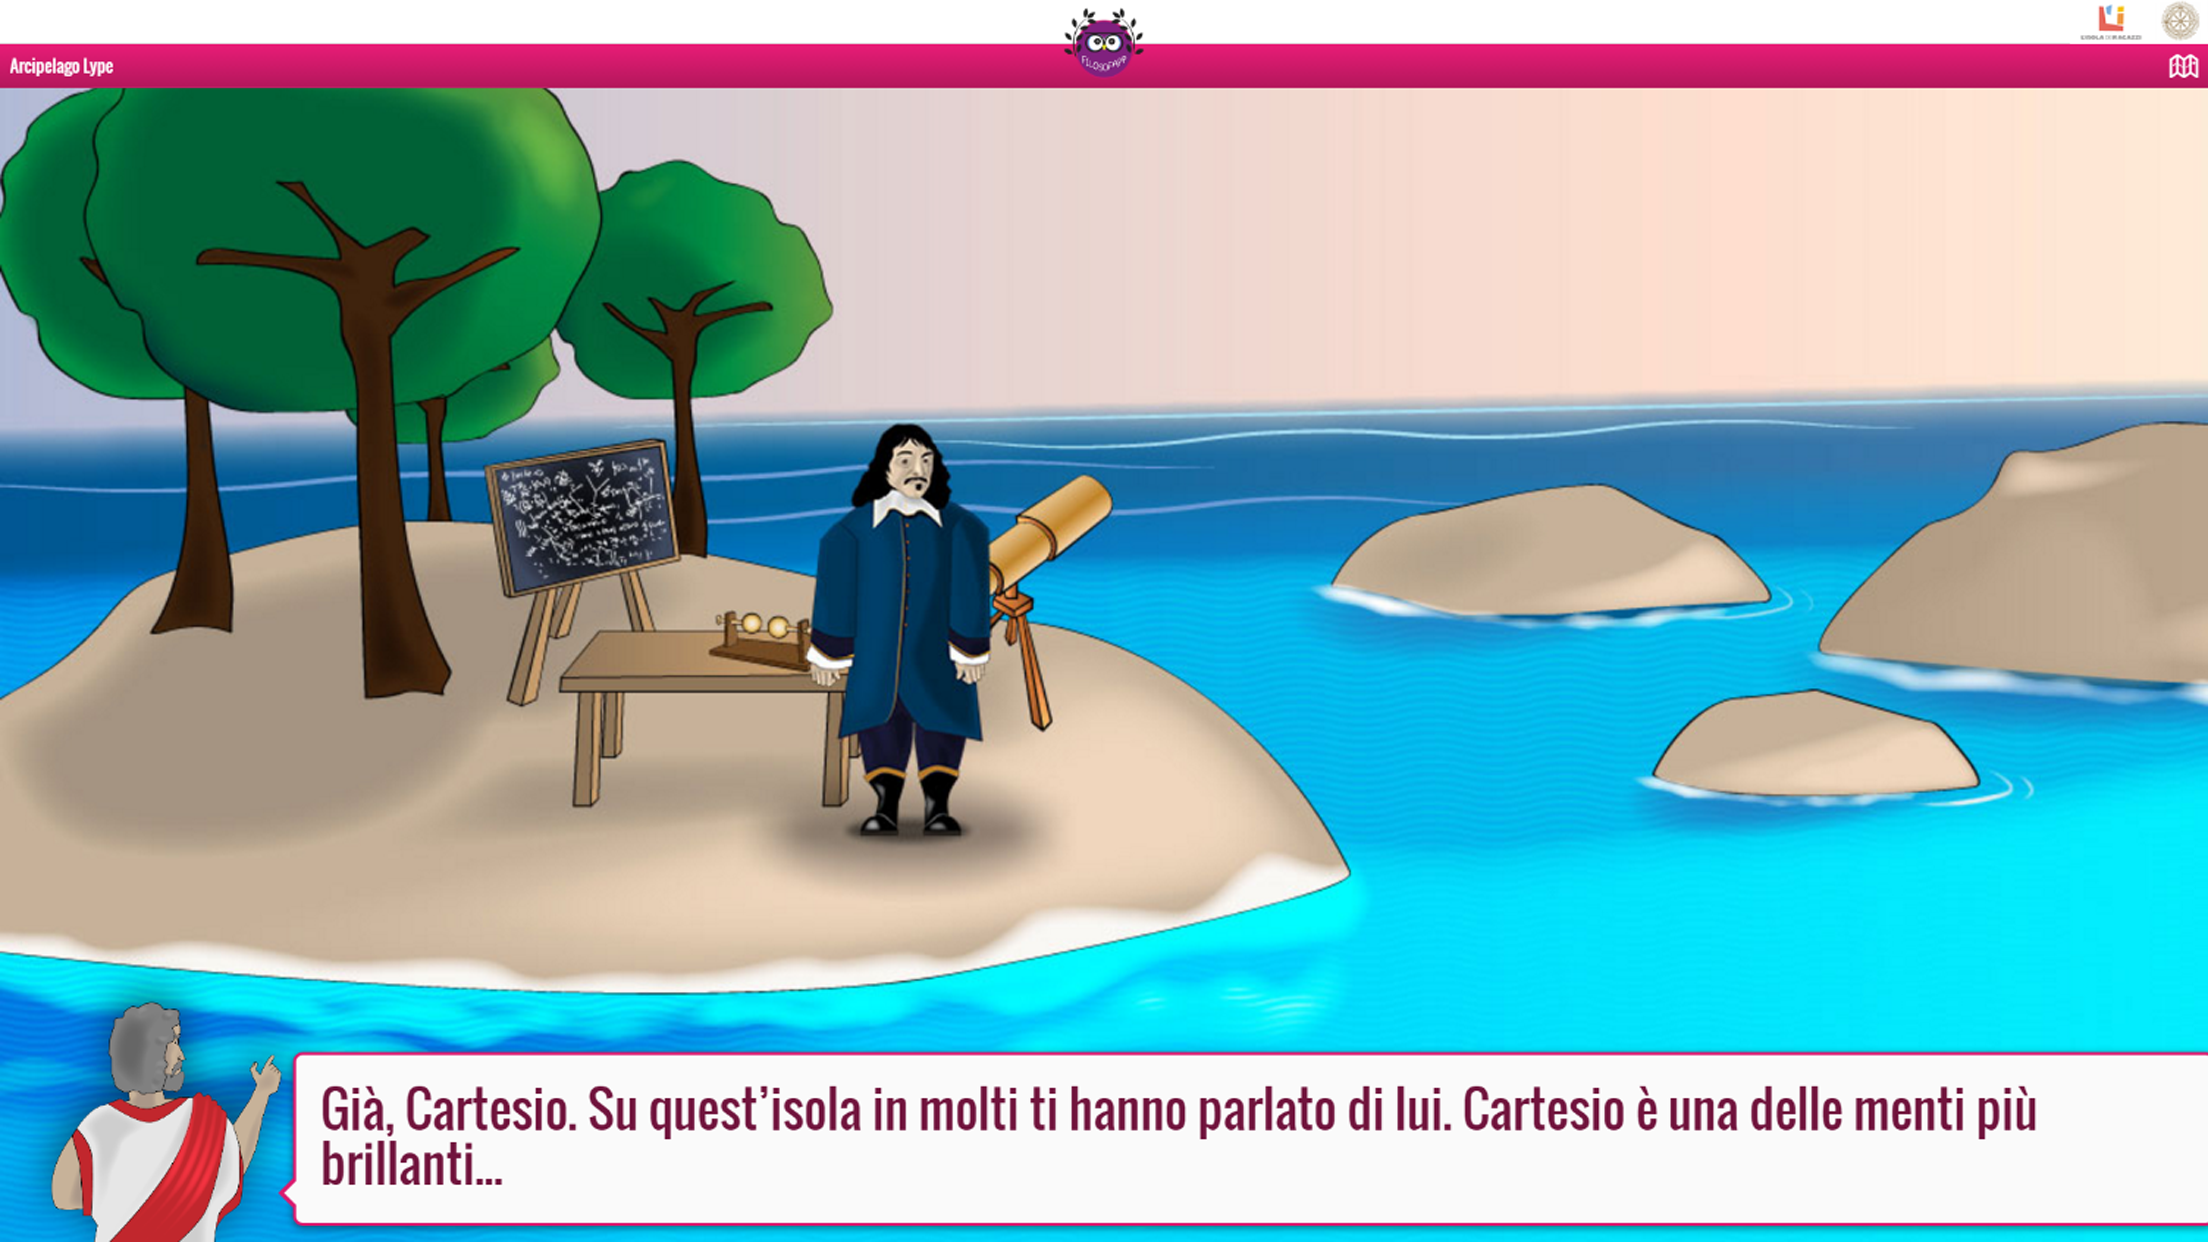 FILOSOFAPP
Arcipelago Lype
Già, Cartesio. Su quest’isola in molti ti hanno parlato di lui. Cartesio è una delle menti più
brillanti...